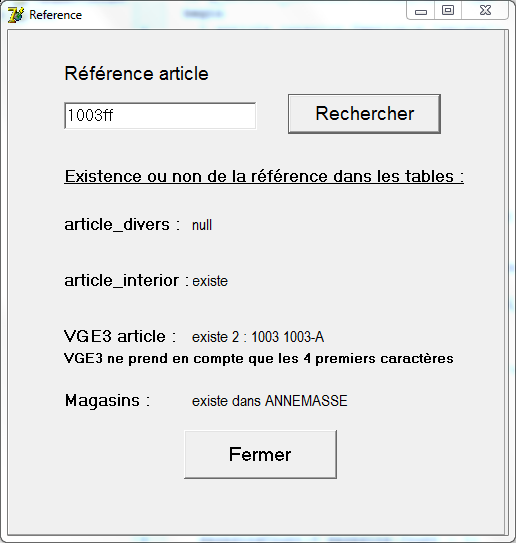 Reference
Référence article
1003ff
Rechercher
Existence ou non de la référence dans les tables :
article_divers : null
article_interior : existe
VGE3 article : existe 2 : 1003 1003-A
VGE3 ne prend en compte que les 4 premiers caractères
Magasins : existe dans ANNEMASSE
Fermer